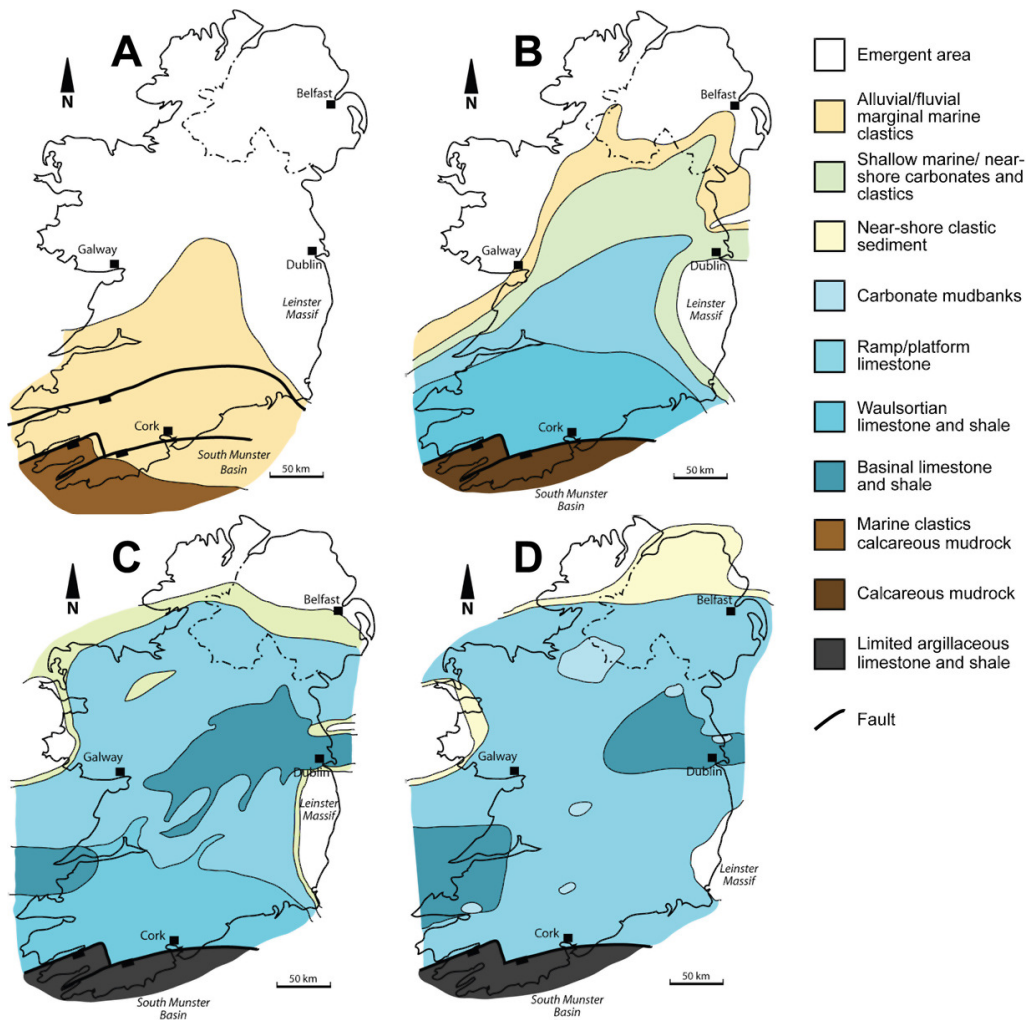 A
N
Belfast
Galway
Dublin
Leinster
Massif
Cork
South Munster
Basin
50 km
B
N
Belfast
Galway
Dublin
Leinster
Massif
Cork
50 km
South Munster
Basin
C
N
Belfast
Galway
Dublin
Leinster
Massif
Cork
50 km
South Munster
Basin
D
N
Belfast
Galway
Dublin
Leinster
Massif
Cork
50 km
South Munster
Basin
Emergent area
Alluvial/fluvial
marginal marine
clastics
Shallow marine/ near-
shore carbonates and
clastics
Near-shore clastic
sediment
Carbonate mudbanks
Ramp/platform
limestone
Waulsortian
limestone and shale
Basinal limestone
and shale
Marine clastics
calcareous mudrock
Calcareous mudrock
Limited argillaceous
limestone and shale
Fault